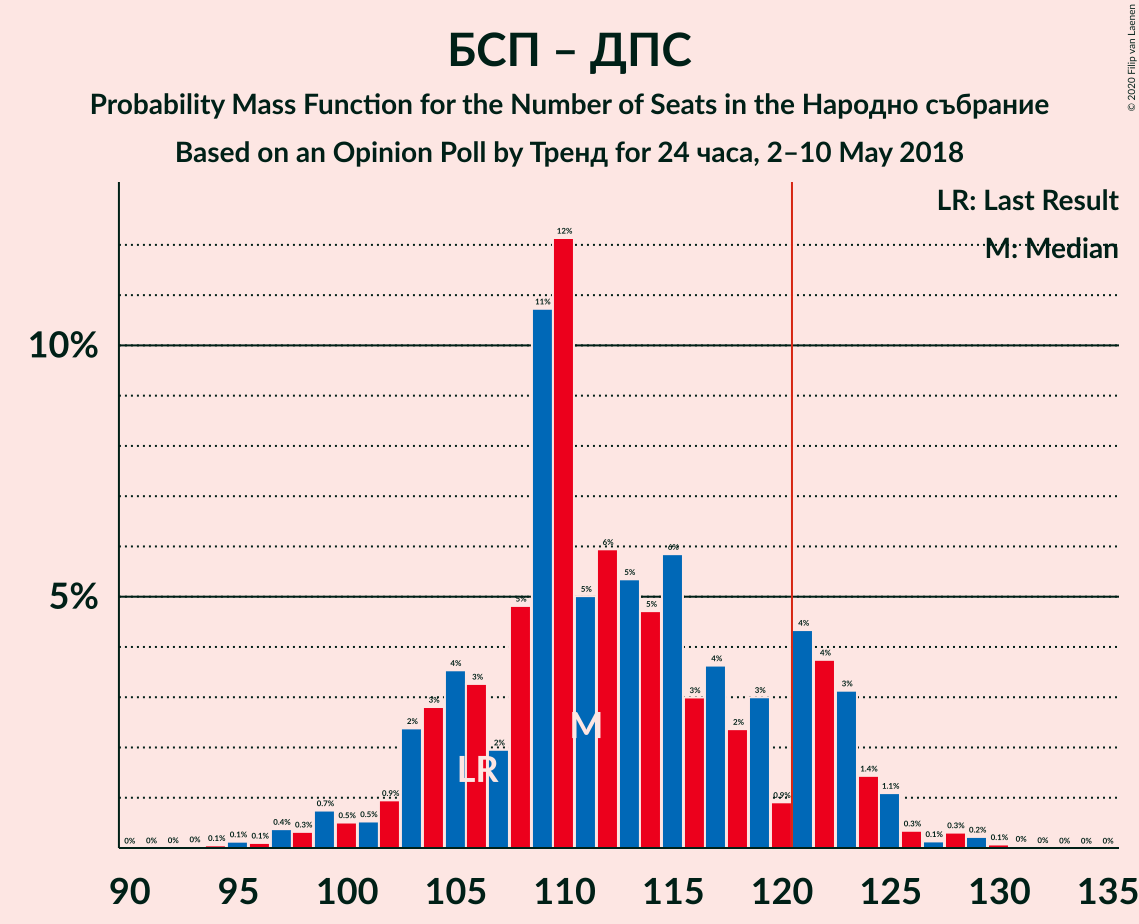 БСП – ДПС
Probability Mass Function for the Number of Seats in the Народно събрание
Based on an Opinion Poll by Тренд for 24 часа, 2–10 May 2018
© 2020 Filip van Laenen
LR: Last Result
M: Median
10%
5%
0% 0% 0% 0% 0.1% 0.1% 0.1% 0.4% 0.3% 0.7% 0.5% 0.5% 0.9% 2% 3% 4% 3% 2% 5% 11% 12% 5% 6% 5% 5% 6% 3% 4% 2% 3% 0.9% 4% 4% 3% 1.4% 1.1% 0.3% 0.1% 0.3% 0.2% 0.1% 0% 0% 0% 0% 0%
M
LR
90 95 100 105 110 115 120 125 130 135